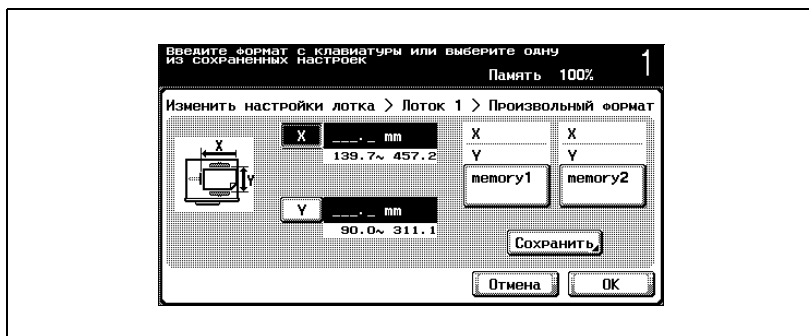 Введите формат с клавиатуры или выберите одну
из сохраненных настроек
Память 100% 1
Изменить настройки лотка > Лоток 1 > Произвольный формат
X
Y
X ___._ mm
139.7~ 457.2
Y ___._ mm
90.0~ 311.1
X X
Y Y
memory1 memory2
Сохранить
Отмена OK